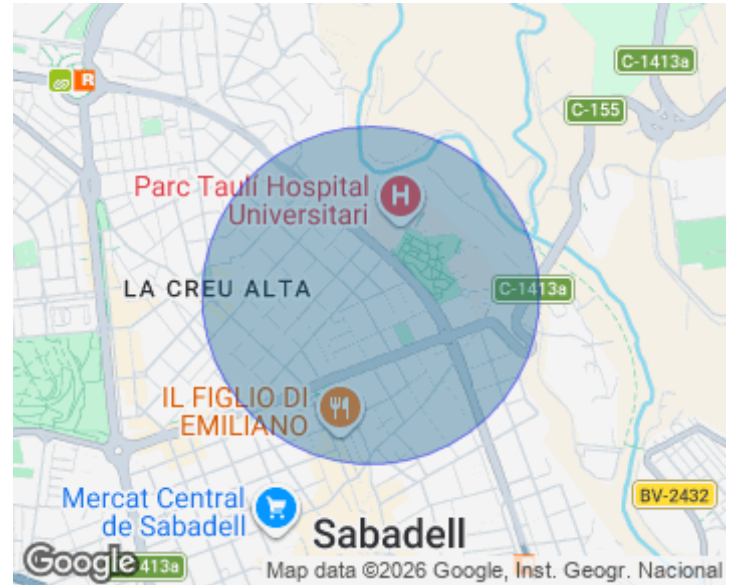 C-1413a
R
C-155
Parc Taulí Hospital
Universitari
H
LA CREU ALTA
C-1413a
IL FIGLIO DI
EMILIANO
BV-2432
Mercat Central
de Sabadell
Sabadell
Google
413a
Map data ©2026 Google, Inst. Geogr. Nacional